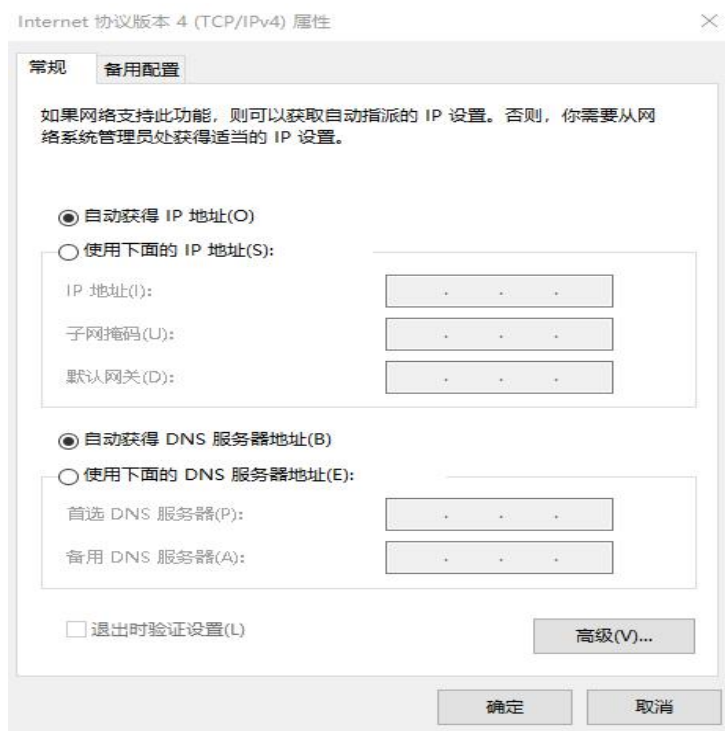 Internet 协议版本 4 (TCP/IPv4) 属性
常规
备用配置
如果网络支持此功能，则可以获取自动指派的 IP 设置。否则，你需要从网
络系统管理员处获得适当的 IP 设置。
自动获得 IP 地址(O)
使用下面的 IP 地址(S):
IP 地址(I):
子网掩码(U):
默认网关(D):
自动获得 DNS 服务器地址(B)
使用下面的 DNS 服务器地址(E):
首选 DNS 服务器(P):
备用 DNS 服务器(A):
退出时验证设置(L)
高级(V)...
确定
取消